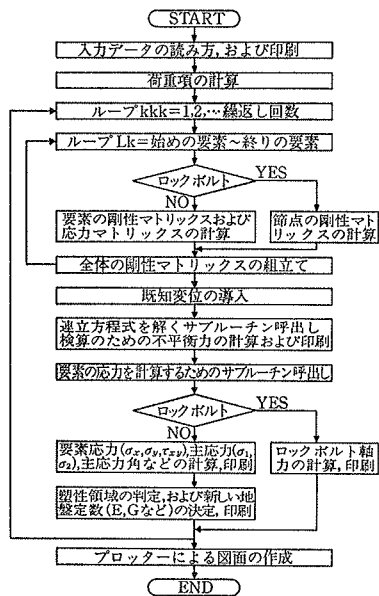 START
入力データの読み方,および印刷
荷重項の計算
ループkkk=1,2,…繰返し回数
ループLk=始めの要素~終りの要素
ロックボルト
YES
NO
要素の剛性マトリックスおよび
応力マトリックスの計算
節点の剛性マト
リックスの計算
全体の剛性マトリックスの組立て
既知変位の導入
連立方程式を解くサブルーチン呼出し
検算のための不平衡力の計算および印刷
要素の応力を計算するためのサブルーチン呼出し
ロックボルト
YES
NO
要素応力(σx,σy,τxy),主応力(σ1,
σ2),主応力角などの計算,印刷
ロックボルト軸
力の計算,印刷
塑性領域の判定,および新しい地
盤定数(E,Gなど)の決定,印刷
プロッターによる図面の作成
END